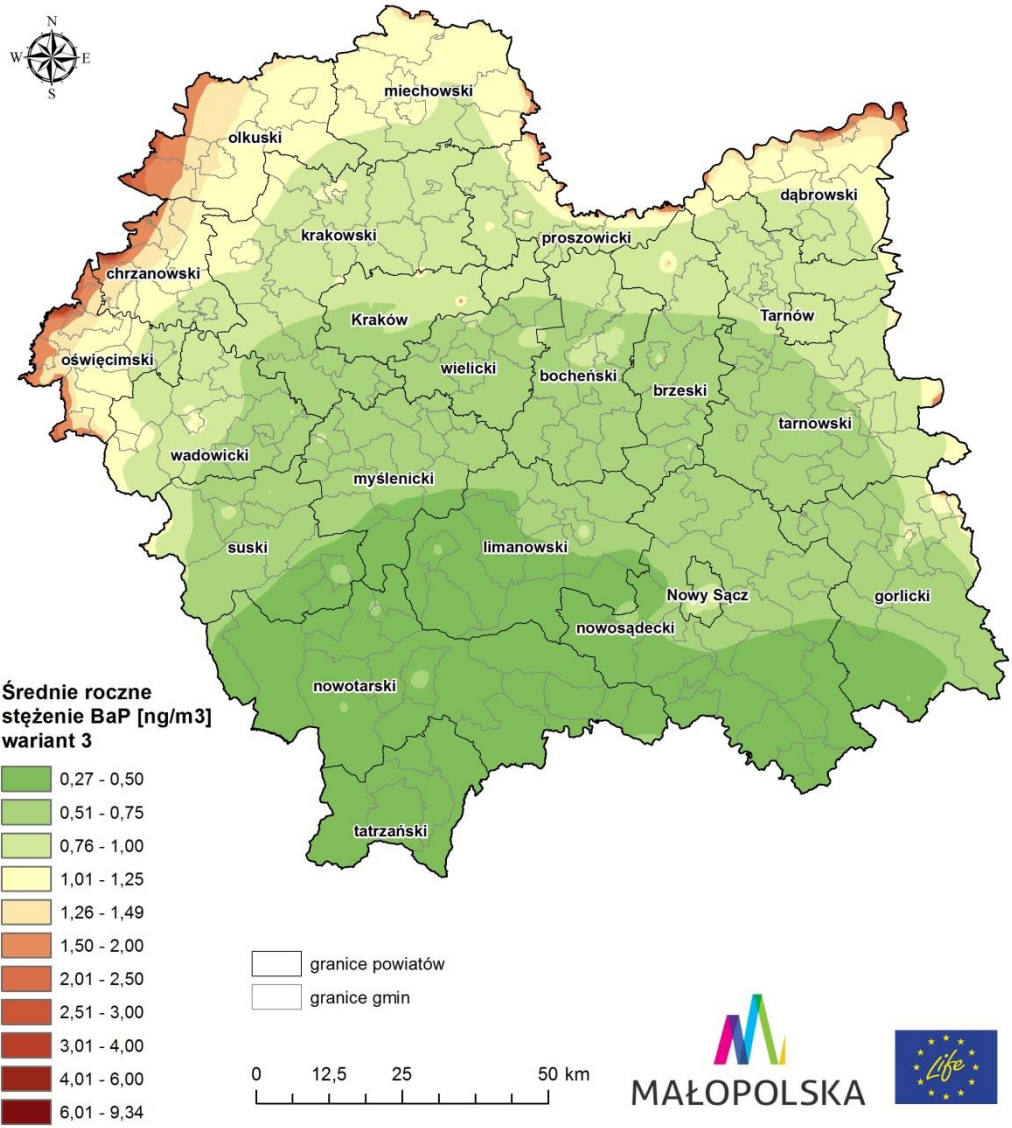 N
W E
S
miechowski
olkuski
dąbrowski
krakowski
proszowicki
chrzanowski
Kraków
Tarnów
oświęcimski
wielicki
bocheński
brzeski
tarnowski
wadowicki
myślenicki
suski
limanowski
Nowy Sącz
gorlicki
nowosądecki
nowotarski
tatrzański
Średnie roczne
stężenie BaP [ng/m3]
wariant 3
0,27 - 0,50
0,51 - 0,75
0,76 - 1,00
1,01 - 1,25
1,26 - 1,49
1,50 - 2,00
2,01 - 2,50
2,51 - 3,00
3,01 - 4,00
4,01 - 6,00
6,01 - 9,34
granice powiatów
granice gmin
0 12,5 25 50 km
MAŁOPOLSKA
Life